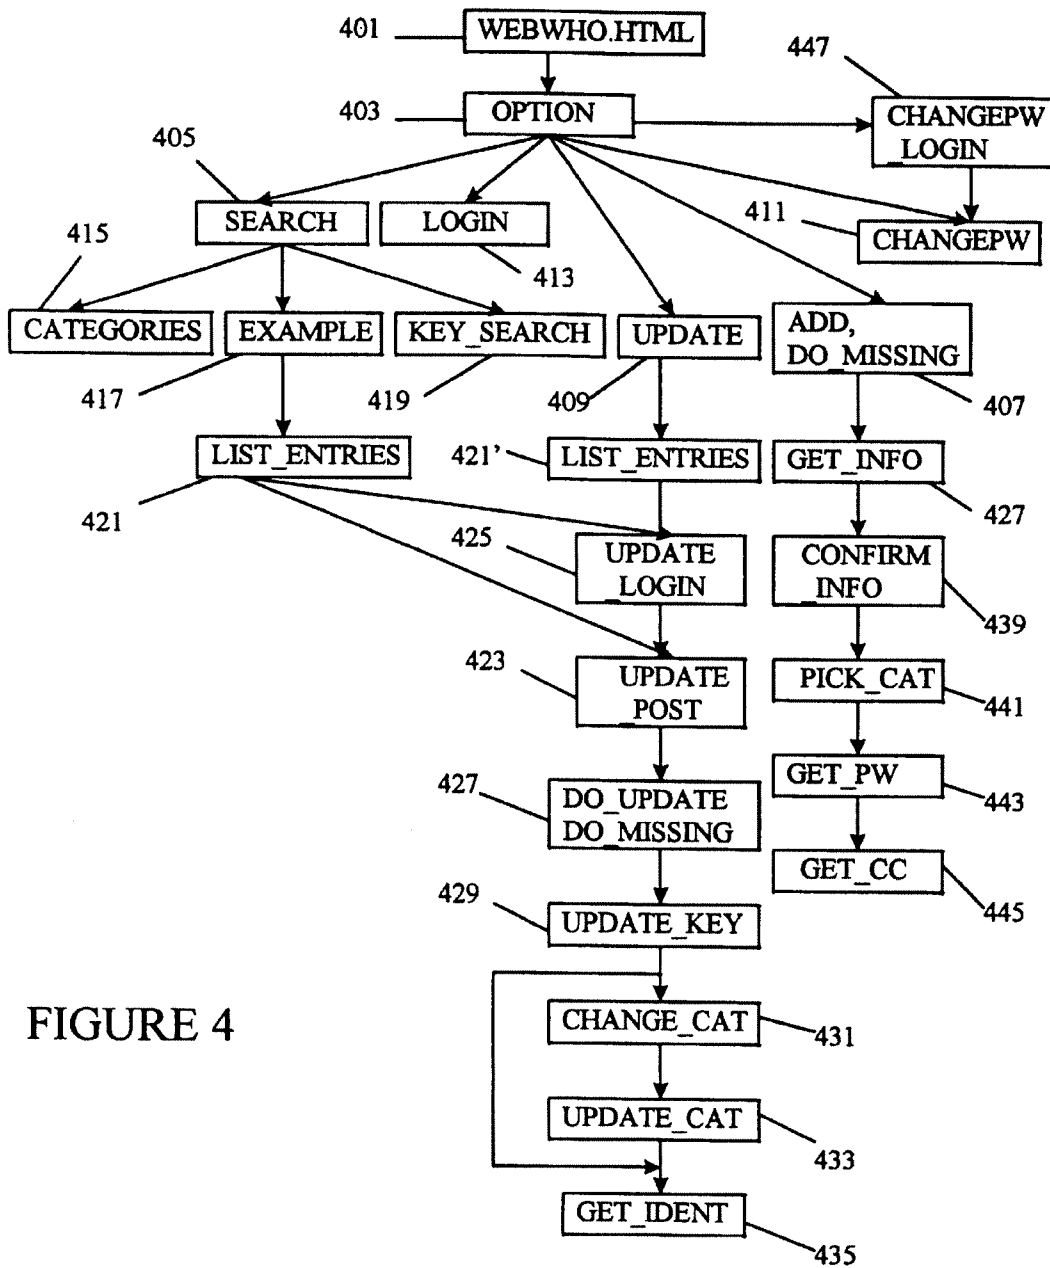 401
WEBWHO.HTML
447
403
OPTION
CHANGEPW
_LOGIN
405
SEARCH
LOGIN
411
CHANGEPW
415
413
CATEGORIES
EXAMPLE
KEY_SEARCH
UPDATE
ADD,
DO_MISSING
417
419
409
407
LIST_ENTRIES
421'
LIST_ENTRIES
GET_INFO
421
427
425
UPDATE
_LOGIN
CONFIRM
_INFO
439
423
UPDATE
_POST
PICK_CAT
441
427
DO_UPDATE
DO_MISSING
GET_PW
443
GET_CC
445
429
UPDATE_KEY
FIGURE 4
CHANGE_CAT
431
UPDATE_CAT
433
GET_IDENT
435